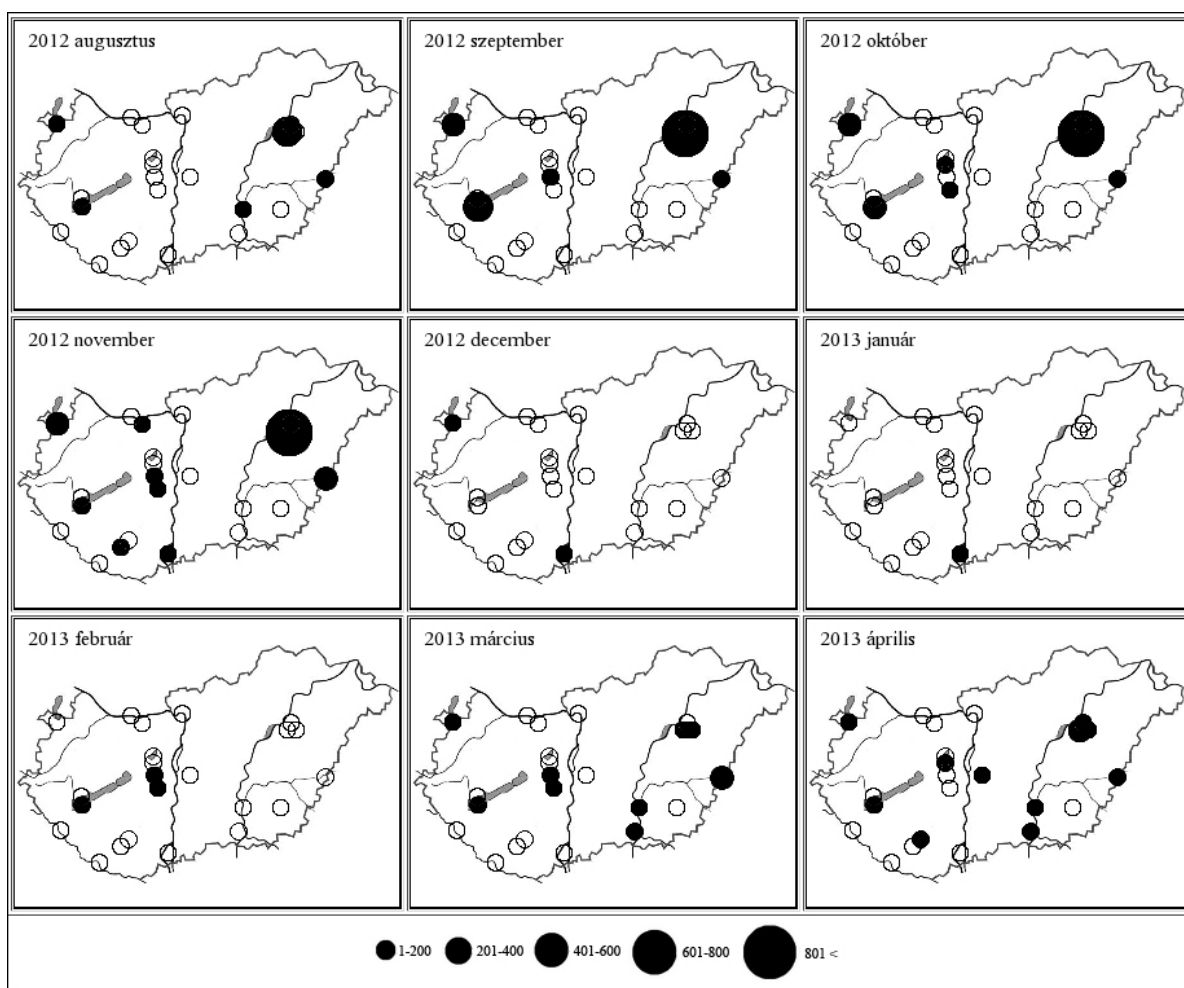 2012 augusztus
2012 szeptember
2012 október
2012 november
2012 december
2013 január
2013 február
2013 március
2013 április
1-200
201-400
401-600
601-800
801 <